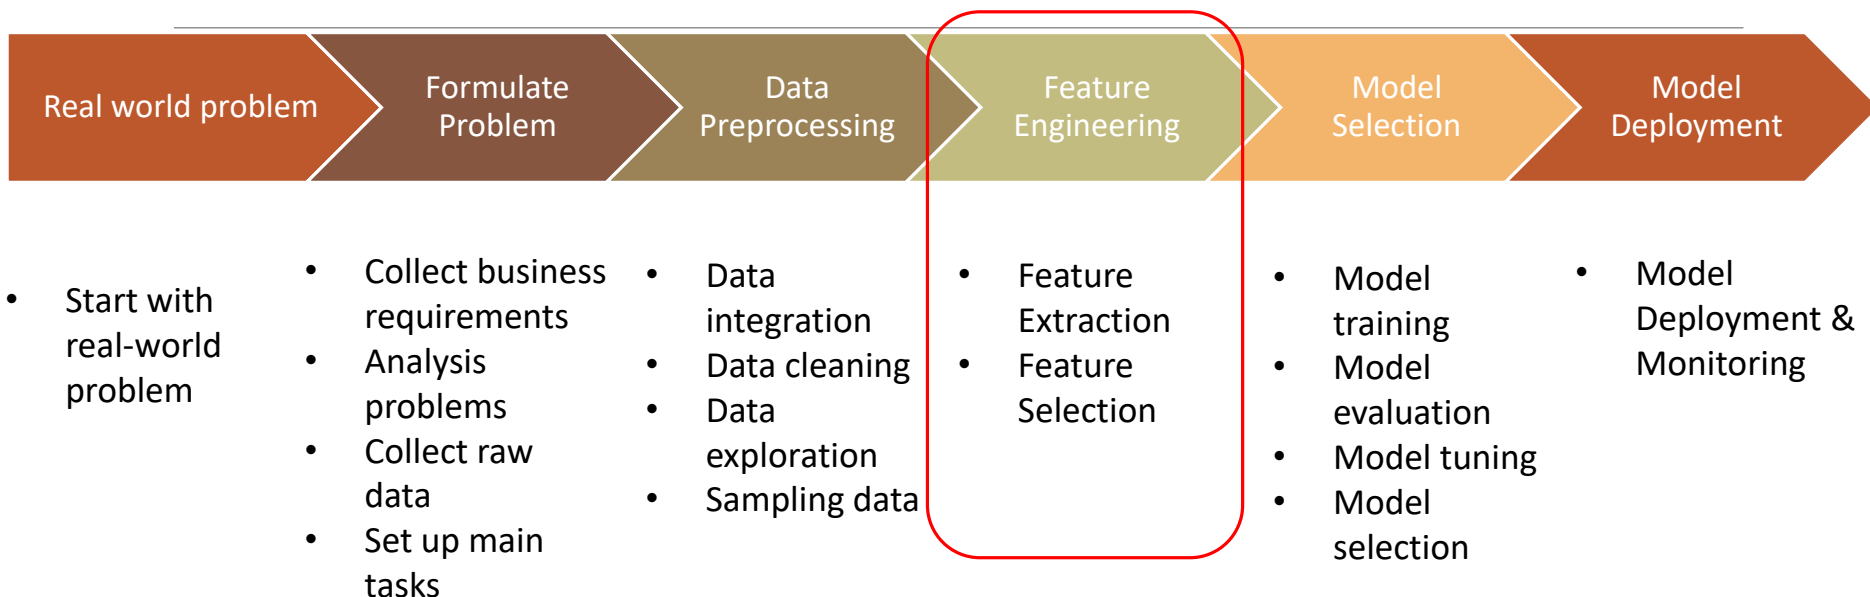 Real world problem
Formulate
Problem
Data
Preprocessing
Feature
Engineering
Model
Selection
Model
Deployment
• Start with
real-world
problem
• Collect business
requirements
• Analysis
problems
• Collect raw
data
• Set up main
tasks
• Data
integration
• Data cleaning
• Data
exploration
• Sampling data
• Feature
Extraction
• Feature
Selection
• Model
training
• Model
evaluation
• Model tuning
• Model
selection
• Model
Deployment &
Monitoring